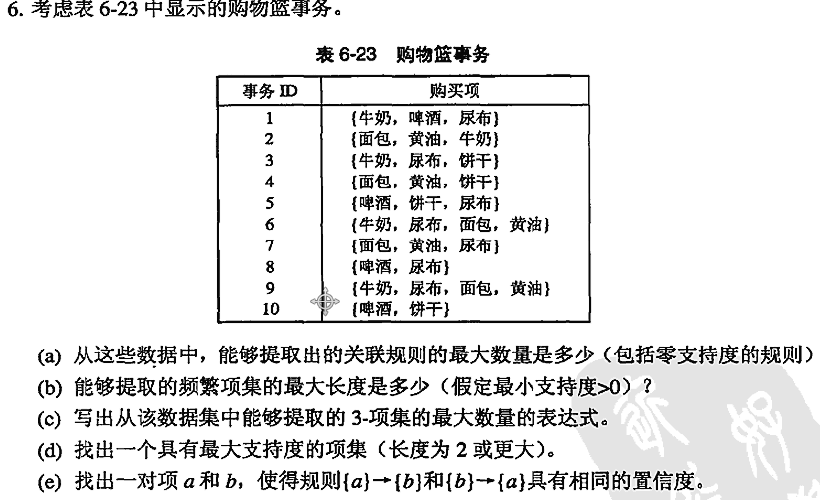 6. 考虑表 6-23 中显示的购物篮事务。
表 6-23 购物篮事务
事务 ID 购买项
1 {牛奶，啤酒，尿布}
2 {面包，黄油，牛奶}
3 {牛奶，尿布，饼干}
4 {面包，黄油，饼干}
5 {啤酒，饼干，尿布}
6 {牛奶，尿布，面包，黄油}
7 {面包，黄油，尿布}
8 {啤酒，尿布}
9 {牛奶，尿布，面包，黄油}
10 {啤酒，饼干}
(a) 从这些数据中，能够提取出的关联规则的最大数量是多少（包括零支持度的规则）
(b) 能够提取的频繁项集的最大长度是多少（假定最小支持度>0）？
(c) 写出从该数据集中能够提取的 3-项集的最大数量的表达式。
(d) 找出一个具有最大支持度的项集（长度为 2 或更大）。
(e) 找出一对项 a 和 b，使得规则{a}→{b}和{b}→{a}具有相同的置信度。